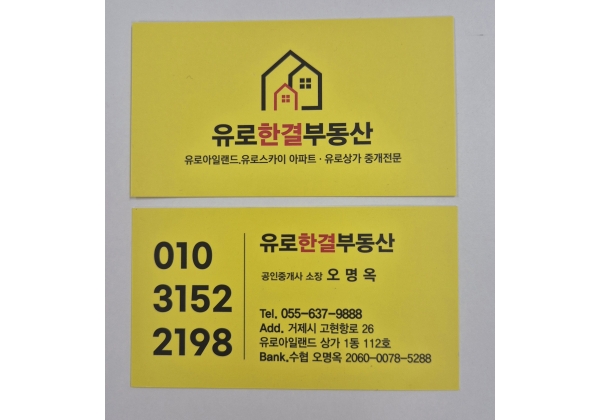 유로한결부동산
유로아일랜드,유로스카이 아파트 · 유로상가 중개전문
010
3152
2198
유로한결부동산
공인중개사 소장 오 명 옥
Tel. 055-637-9888
Add. 거제시 고현항로 26
유로아일랜드 상가 1동 112호
Bank.수협 오명옥 2060-0078-5288